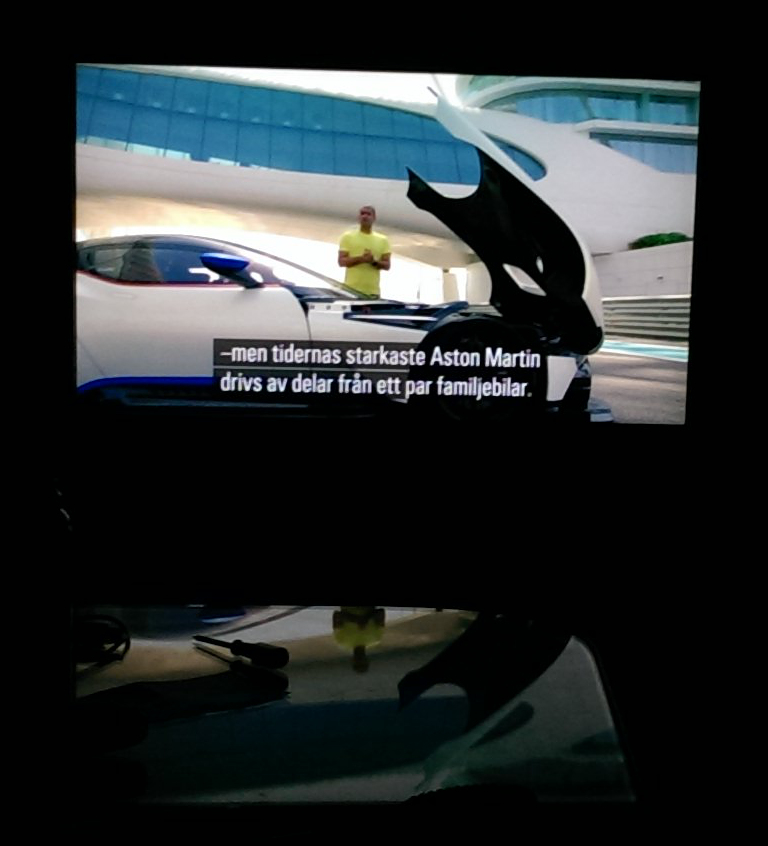 –men tidernas starkaste Aston Martin
drivs av delar från ett par familjebilar.